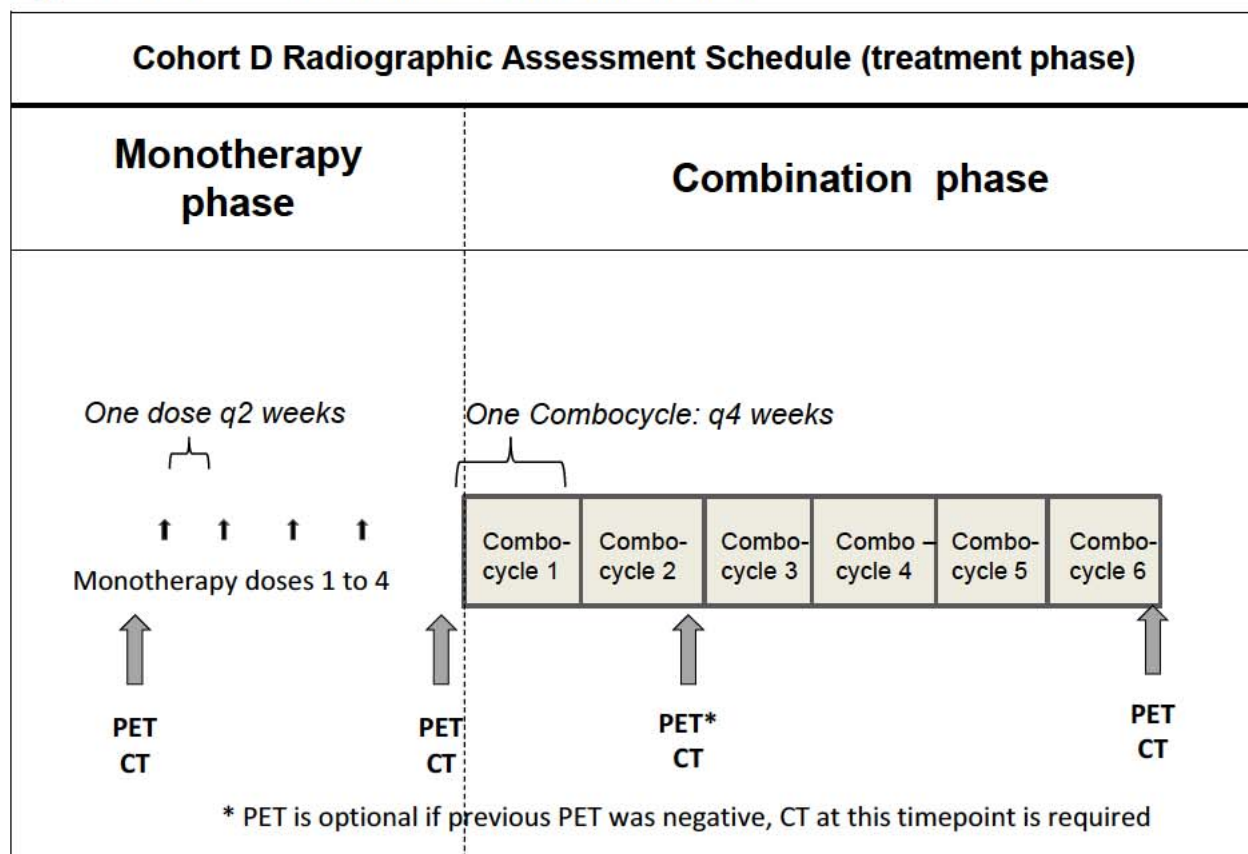 Cohort D Radiographic Assessment Schedule (treatment phase)
Monotherapy
phase
Combination phase
One dose q2 weeks
One Combocycle: q4 weeks
Monotherapy doses 1 to 4
Combo-
cycle 1
Combo-
cycle 2
Combo-
cycle 3
Combo –
cycle 4
Combo-
cycle 5
Combo-
cycle 6
PET
CT
PET
CT
PET*
CT
PET
CT
* PET is optional if previous PET was negative, CT at this timepoint is required